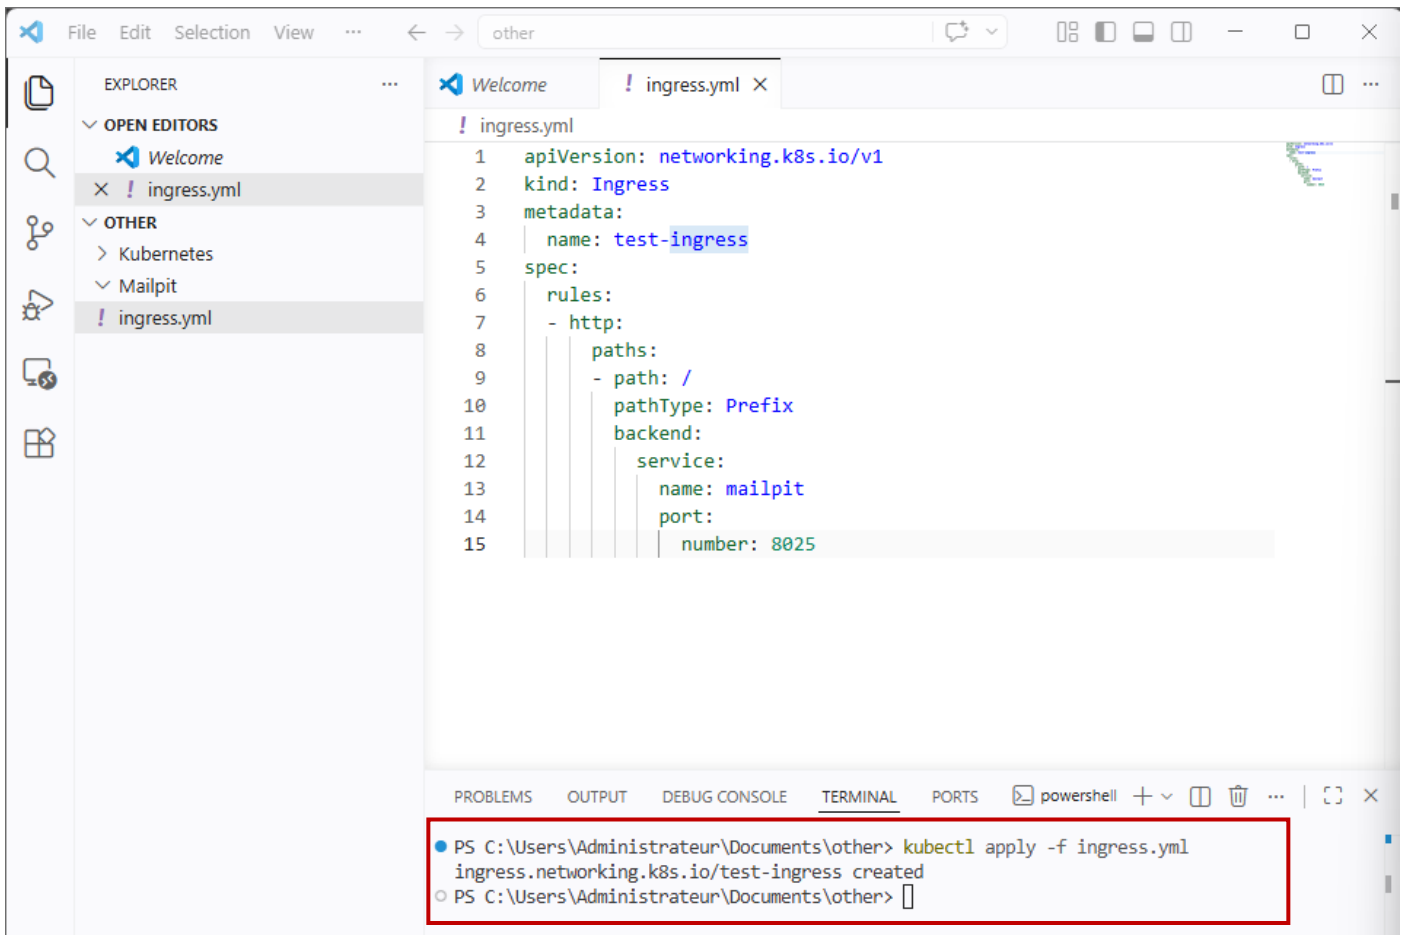 File Edit Selection View ··· other
EXPLORER ···
OPEN EDITORS
Welcome
! ingress.yml
OTHER
Kubernetes
Mailpit
! ingress.yml
Welcome ! ingress.yml
! ingress.yml
1 apiVersion: networking.k8s.io/v1
2 kind: Ingress
3 metadata:
4 name: test-ingress
5 spec:
6 rules:
7 - http:
8 paths:
9 - path: /
10 pathType: Prefix
11 backend:
12 service:
13 name: mailpit
14 port:
15 number: 8025
PROBLEMS OUTPUT DEBUG CONSOLE TERMINAL PORTS powershell
PS C:\Users\Administrateur\Documents\other> kubectl apply -f ingress.yml
ingress.networking.k8s.io/test-ingress created
PS C:\Users\Administrateur\Documents\other>